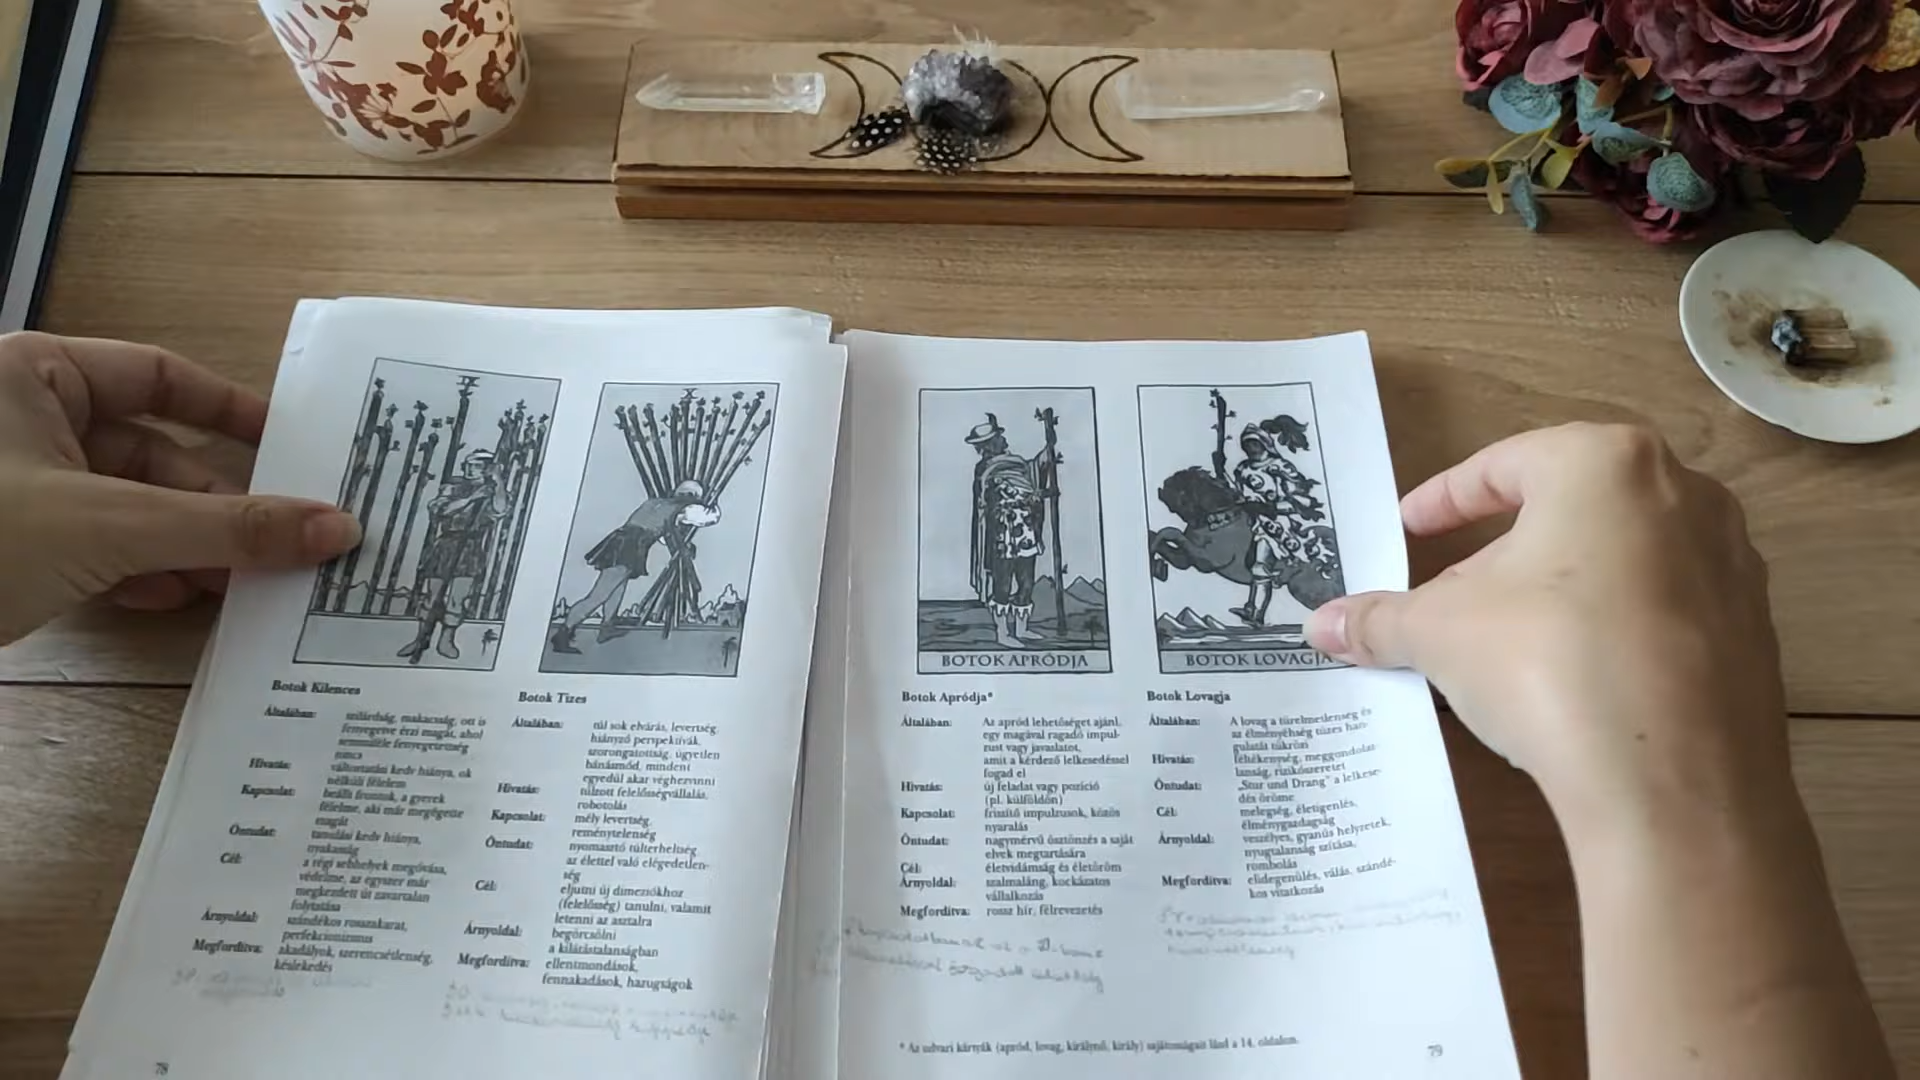 IX
X
Botok Kilences
Általában: szilárdság, makacsság, ott is
fenyegetve érzi magát, ahol
semmiféle fenyegetettség
nincs
Hivatás: változtatási kedv hiánya, ok
nélküli félelem
Kapcsolat: beálló frontok, a gyerek
félelme, aki már megégette
magát
Öntudat: tanulási kedv hiánya,
nyakasság
Cél: a régi sebhelyek megóvása,
védelme, az egyszer már
megkezdett út zavartalan
folytatása
Árnyoldal: szándékos rosszakarat,
perfekcionizmus
Megfordítva: akadályok, szerencsétlenség,
késlekedés
78
Botok Tizes
Általában: túl sok elvárás, levertség,
hiányzó perspektívák,
szorongatottság, ügyetlen
bánásmód, mindent
egyedül akar véghezvinni
Hivatás: túlzott felelősségvállalás,
robotolás
Kapcsolat: mély levertség,
reménytelenség
Öntudat: nyomasztó túlterheltség
az élettel való elégedetlen-
ség
Cél: eljutni új dimeziókhoz
(felelősség) tanulni, valamit
letenni az asztalra
Árnyoldal: begörcsölni
a kilátástalanságban
Megfordítva: ellentmondások,
fennakadások, hazugságok
BOTOK APRÓDJA
Botok Apródja*
Általában: Az apród lehetőséget ajánl,
egy magával ragadó impul-
zust vagy javaslatot,
amit a kérdező lelkesedéssel
fogad el
Hivatás: új feladat vagy pozíció
(pl. külföldön)
Kapcsolat: frissítő impulzusok, közös
nyaralás
Öntudat: nagymérvű ösztönzés a saját
elvek megtartására
Cél: életvidámság és életöröm
Árnyoldal: szalmaláng, kockázatos
vállalkozás
Megfordítva: rossz hír, félrevezetés
BOTOK LOVAGJA
Botok Lovagja
Általában: A lovag a türelmetlenség és
az élményéhség tüzes han-
gulatát tükrözi
Hivatás: féltékenység, meggondolat-
lanság, rizikószeretet
Öntudat: „Stur und Drang" a lelkese-
dés öröme
Cél: melegség, életigenlés,
élménygazdagság
Árnyoldal: veszélyes, gyanús helyzetek,
nyugtalanság szítása,
rombolás
Megfordítva: elidegenülés, válás, szándé-
kos vitatkozás
* Az udvari kártyák (apród, lovag, királynő, király) sajátosságait lásd a 14. oldalon.
79